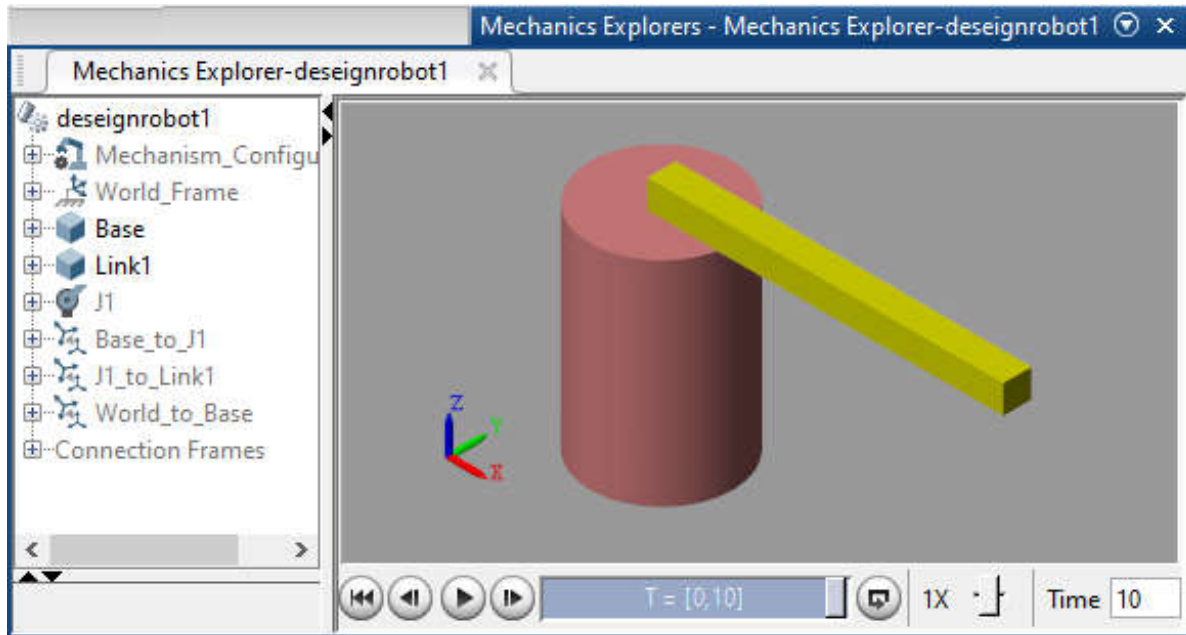 Mechanics Explorers - Mechanics Explorer-deseignrobot1
Mechanics Explorer-deseignrobot1
deseignrobot1
Mechanism_Configu
World_Frame
Base
Link1
J1
Base_to_J1
J1_to_Link1
World_to_Base
Connection Frames
Z
Y
X
T = [0,10]
1X
Time 10